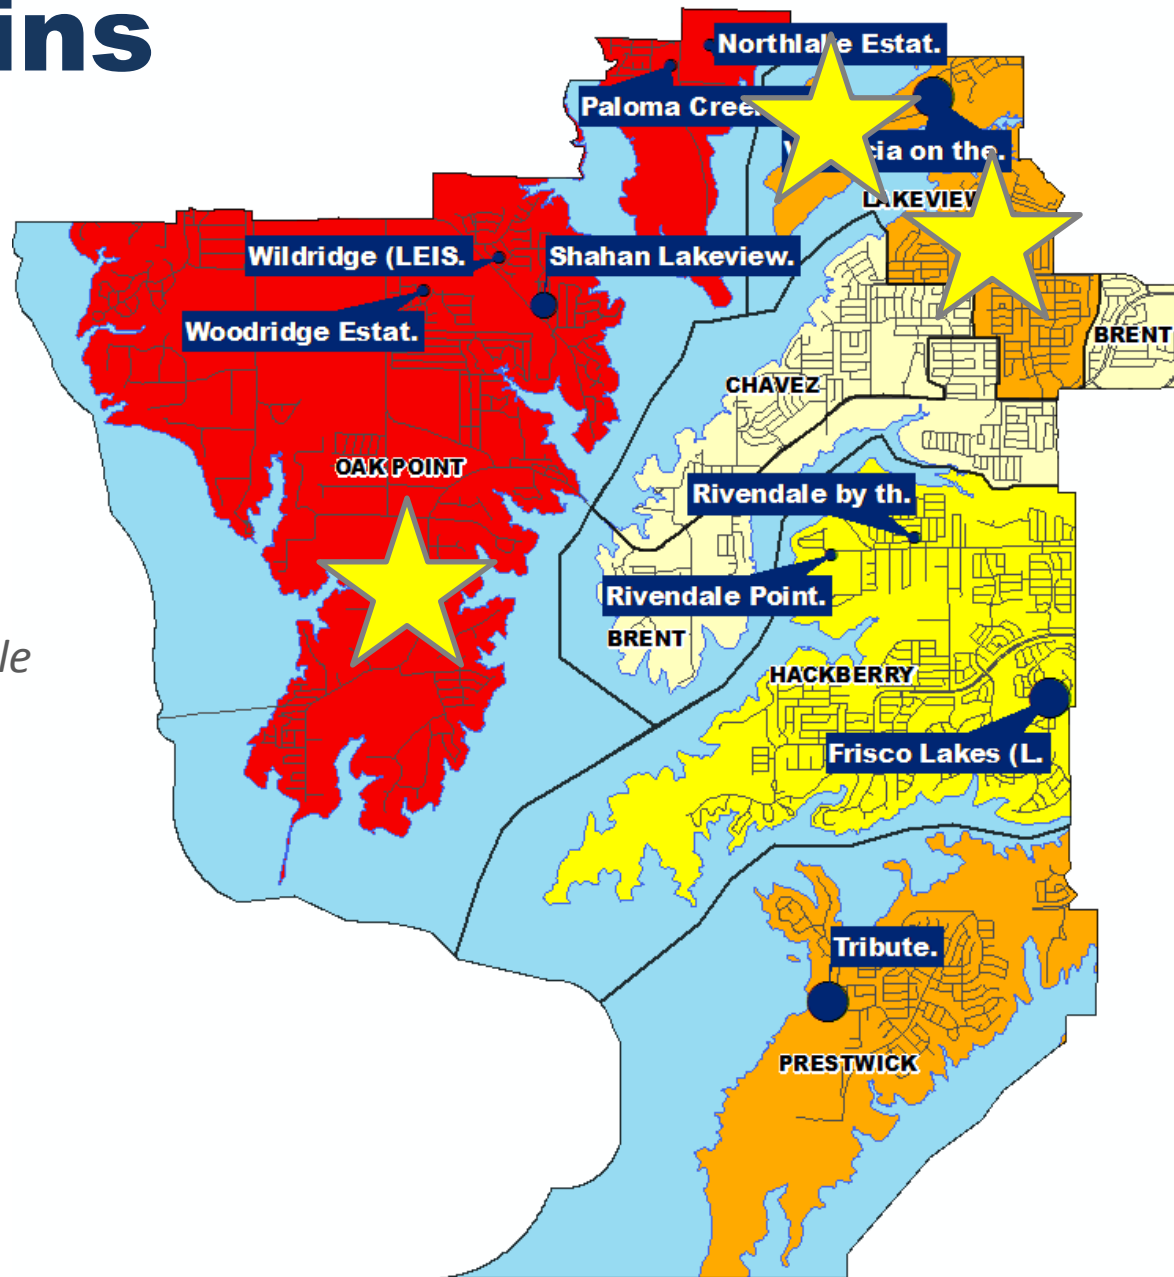 ins
Northlake Estat.
Paloma Cree
cia on the.
LAKEVIEW
Wildridge (LEIS.
Shahan Lakeview.
Woodridge Estat.
BRENT
CHAVEZ
OAK POINT
Rivendale by th.
Rivendale Point.
BRENT
le
HACKBERRY
Frisco Lakes (L.
Tribute.
PRESTWICK